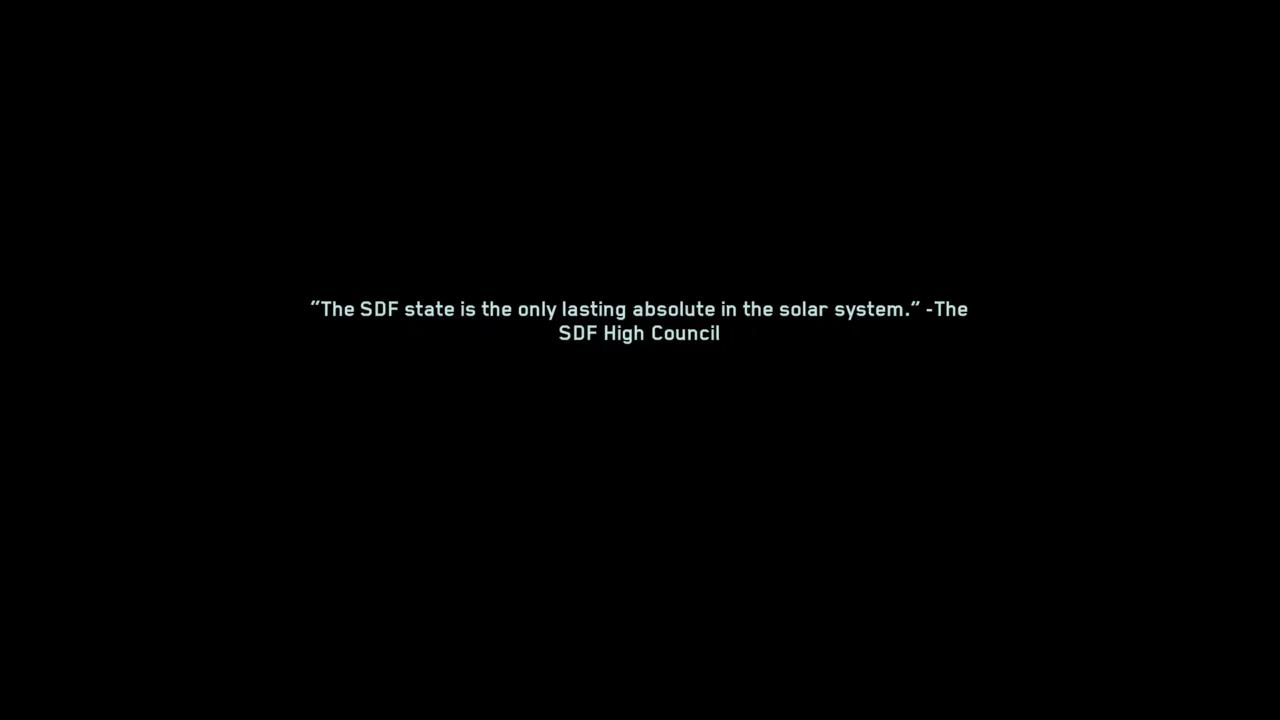 “The SDF state is the only lasting absolute in the solar system.” -The
SDF High Council